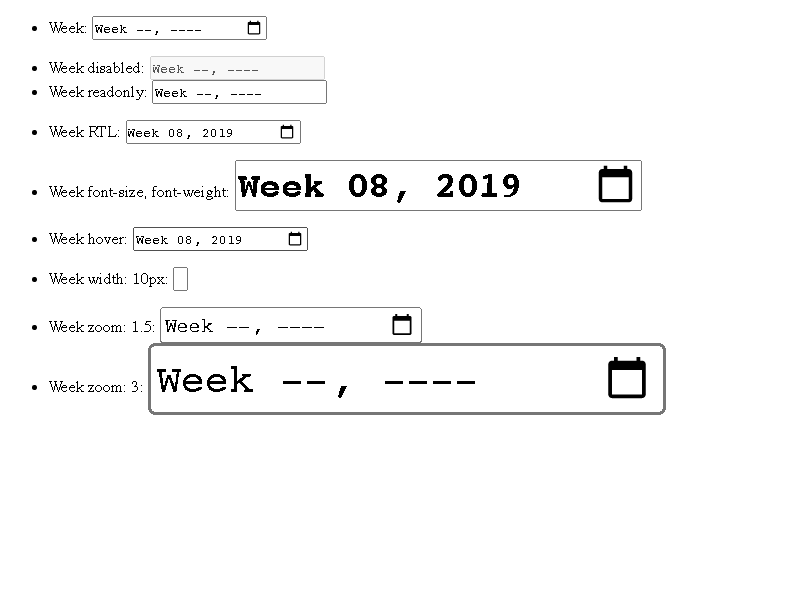 Week: Week --, ----
Week disabled: Week --, ----
Week readonly: Week --, ----
Week RTL: Week 08, 2019
Week font-size, font-weight: Week 08, 2019
Week hover: Week 08, 2019
Week width: 10px:
Week zoom: 1.5: Week --, ----
Week zoom: 3: Week --, ----